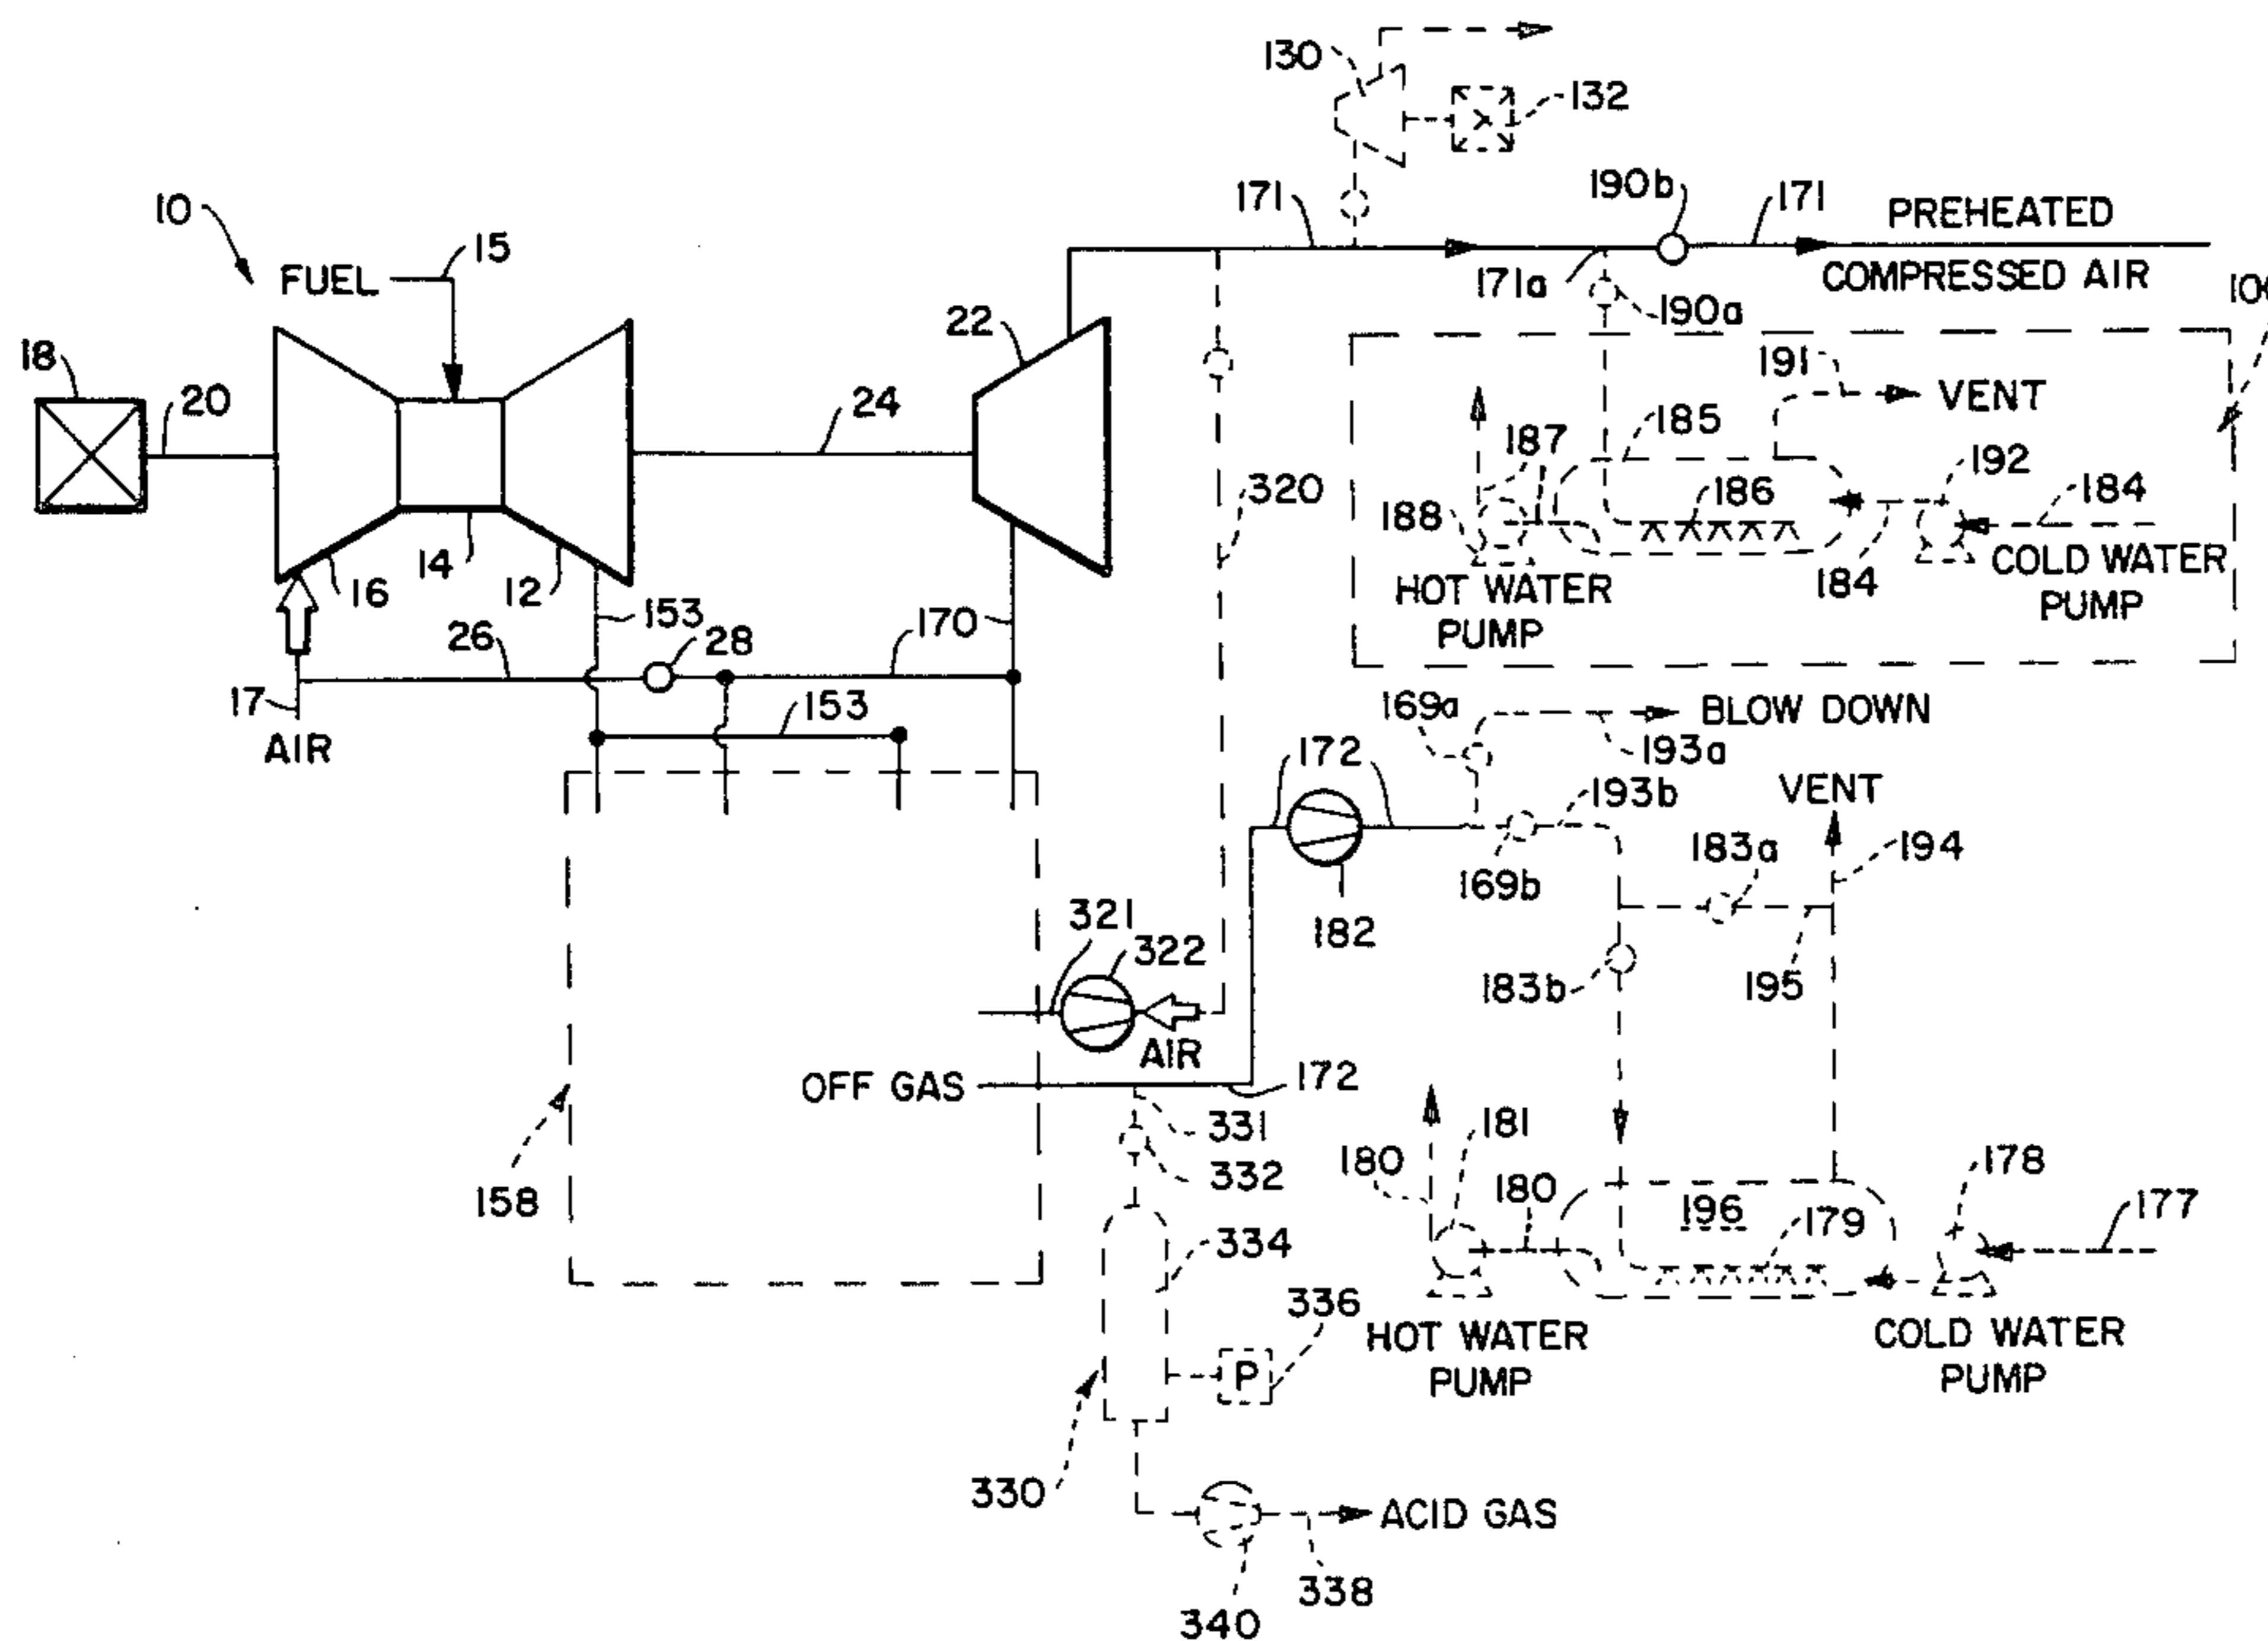 130
132
10
15
FUEL
171
190b
171
PREHEATED
COMPRESSED AIR
171a
190a
22
18
20
24
191
VENT
185
187
192
186
184
188
320
184
HOT WATER
PUMP
COLD WATER
PUMP
16
14
12
153
28
170
26
17
AIR
153
169a
BLOW DOWN
193a
172
VENT
193b
183a
194
169b
182
321
322
183b
195
AIR
OFF GAS
172
331
332
158
180
181
180
178
196
179
177
334
336
P
HOT WATER
PUMP
COLD WATER
PUMP
330
ACID GAS
338
340